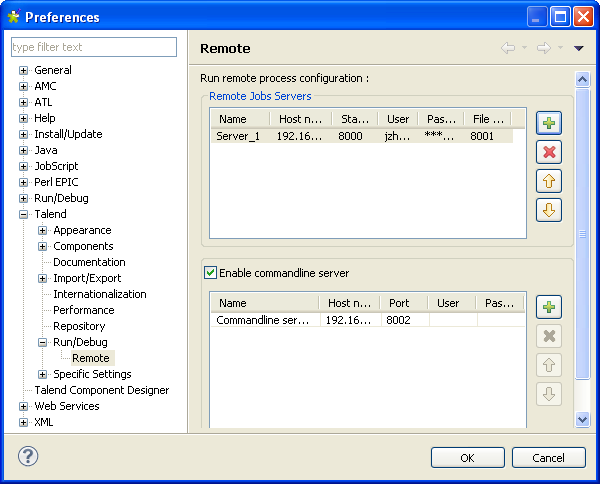 Preferences
type filter text
General
AMC
ATL
Help
Install/Update
Java
JobScript
Perl EPIC
Run/Debug
Talend
Appearance
Components
Documentation
Import/Export
Internationalization
Performance
Repository
Run/Debug
Remote
Specific Settings
Talend Component Designer
Web Services
XML
Remote
Run remote process configuration :
Remote Jobs Servers
Name Host n... Sta... User Pas... File ...
Server_1 192.16... 8000 jzh... ***... 8001
Enable commandline server
Name Host n... Port User Pas...
Commandline ser... 192.16... 8002
? OK Cancel